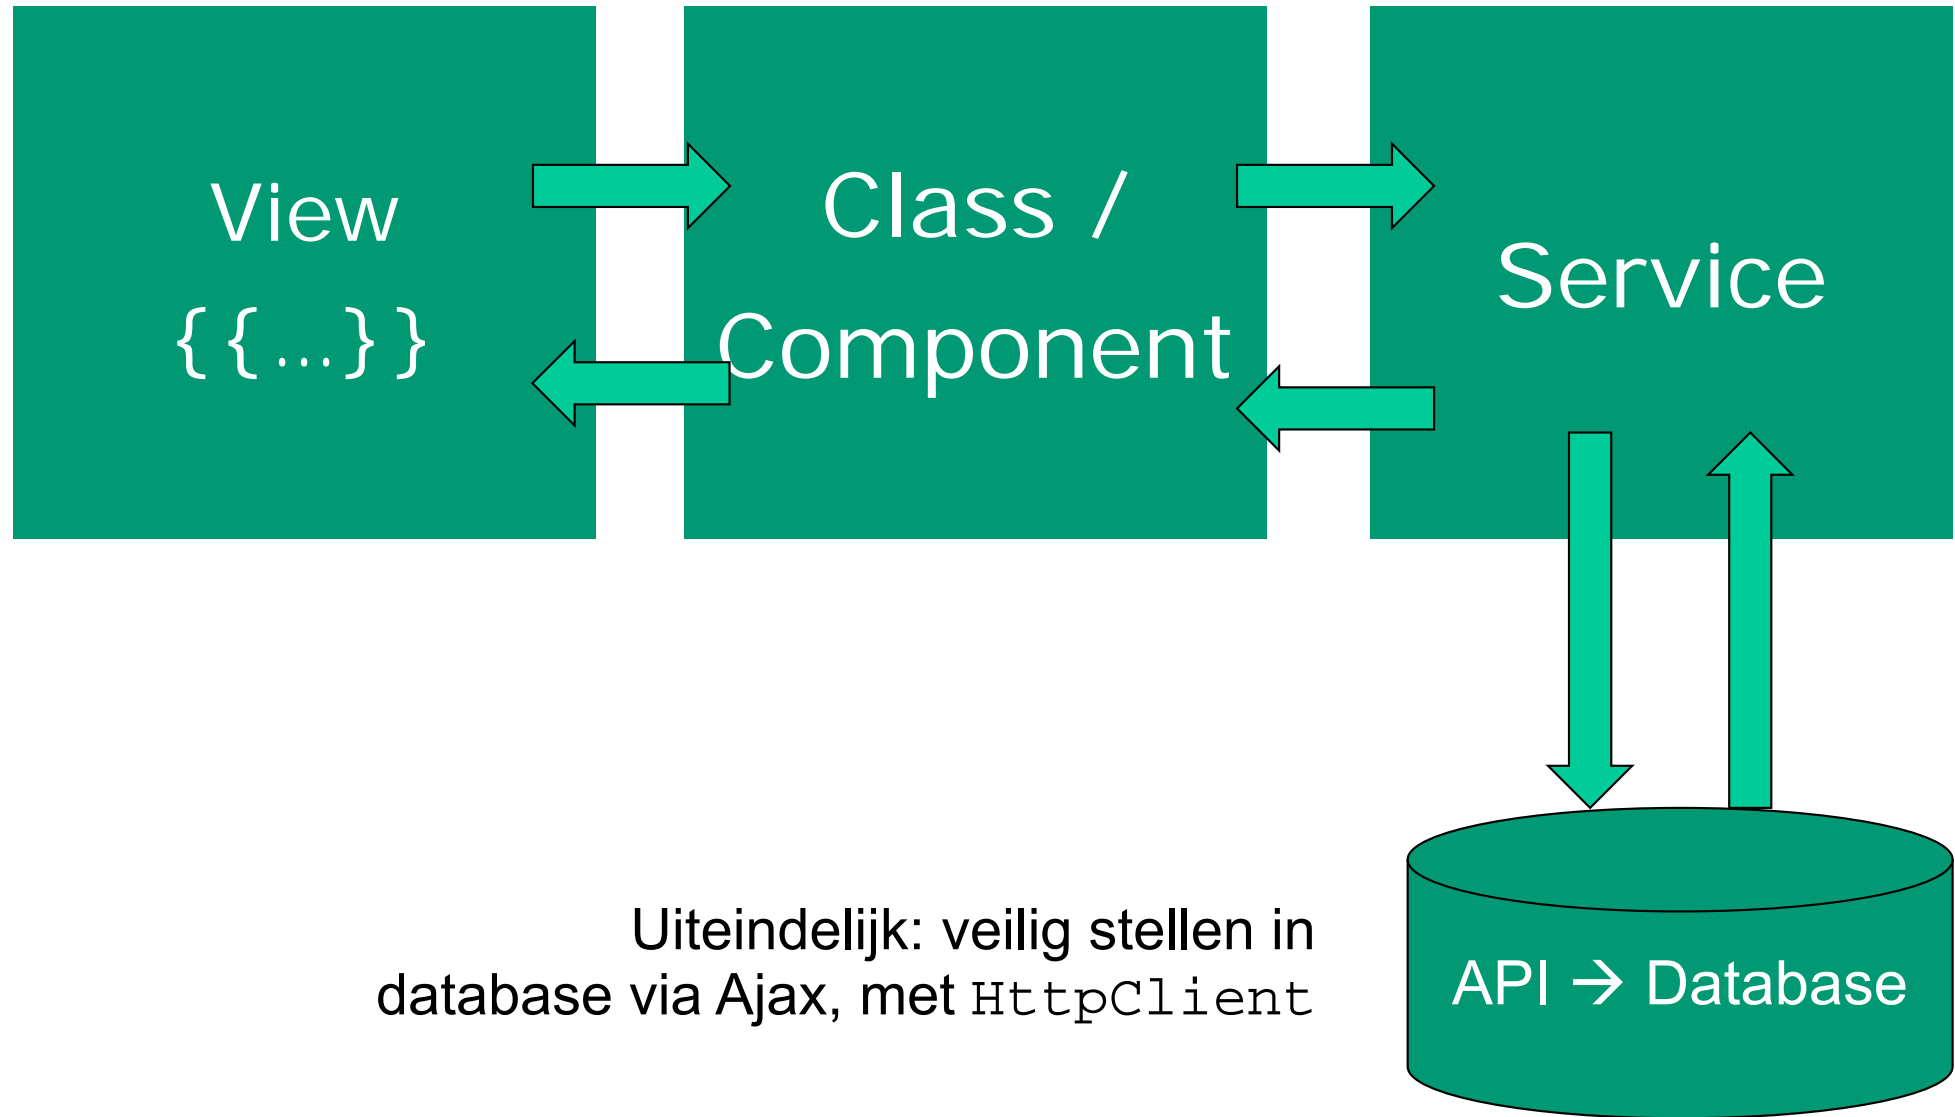 View
{{…}}
Class /
Component
Service
Uiteindelijk: veilig stellen in
database via Ajax, met HttpClient
API → Database